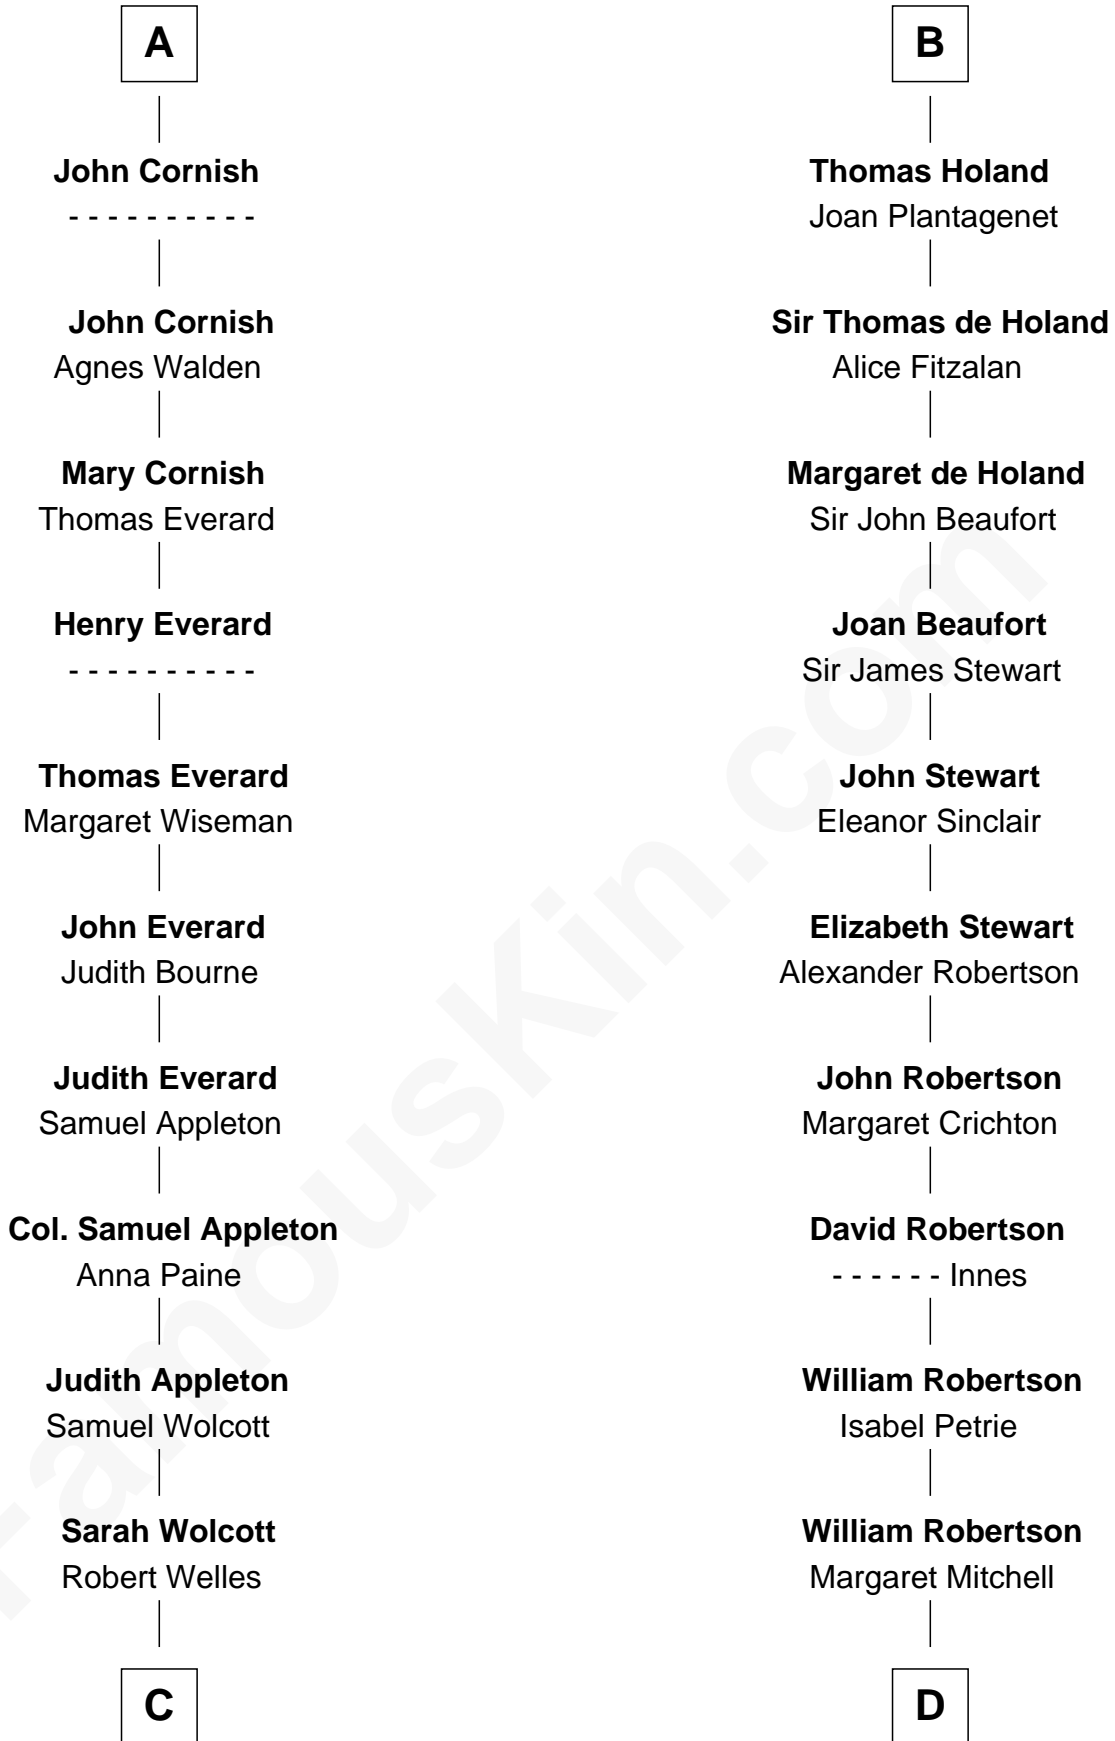 A
John Cornish
- - - - - - - - - -
John Cornish
Agnes Walden
Mary Cornish
Thomas Everard
Henry Everard
- - - - - - - - - -
Thomas Everard
Margaret Wiseman
John Everard
Judith Bourne
Judith Everard
Samuel Appleton
Col. Samuel Appleton
Anna Paine
Judith Appleton
Samuel Wolcott
Sarah Wolcott
Robert Welles
C
B
Thomas Holand
Joan Plantagenet
Sir Thomas de Holand
Alice Fitzalan
Margaret de Holand
Sir John Beaufort
Joan Beaufort
Sir James Stewart
John Stewart
Eleanor Sinclair
Elizabeth Stewart
Alexander Robertson
John Robertson
Margaret Crichton
David Robertson
- - - - - - Innes
William Robertson
Isabel Petrie
William Robertson
Margaret Mitchell
D
FamousKin.com